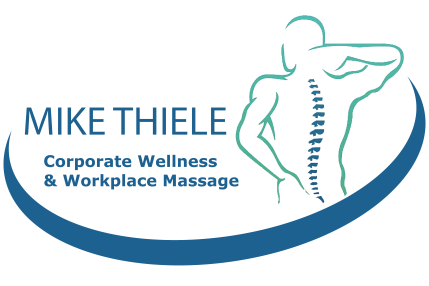 MIKE THIELE
Corporate Wellness
& Workplace Massage